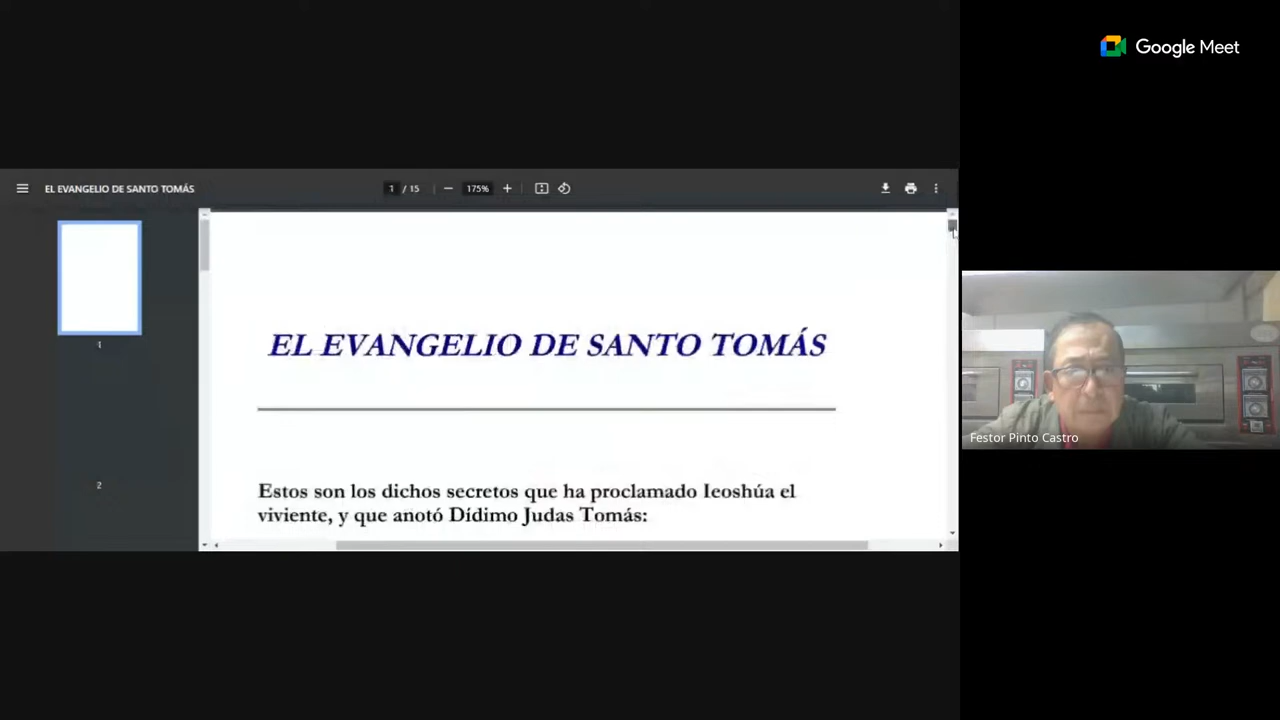 Google Meet
EL EVANGELIO DE SANTO TOMÁS
1 / 15
175%
EL EVANGELIO DE SANTO TOMÁS
1
2
Estos son los dichos secretos que ha proclamado Ieoshúa el
viviente, y que anotó Dídimo Judas Tomás:
Festor Pinto Castro